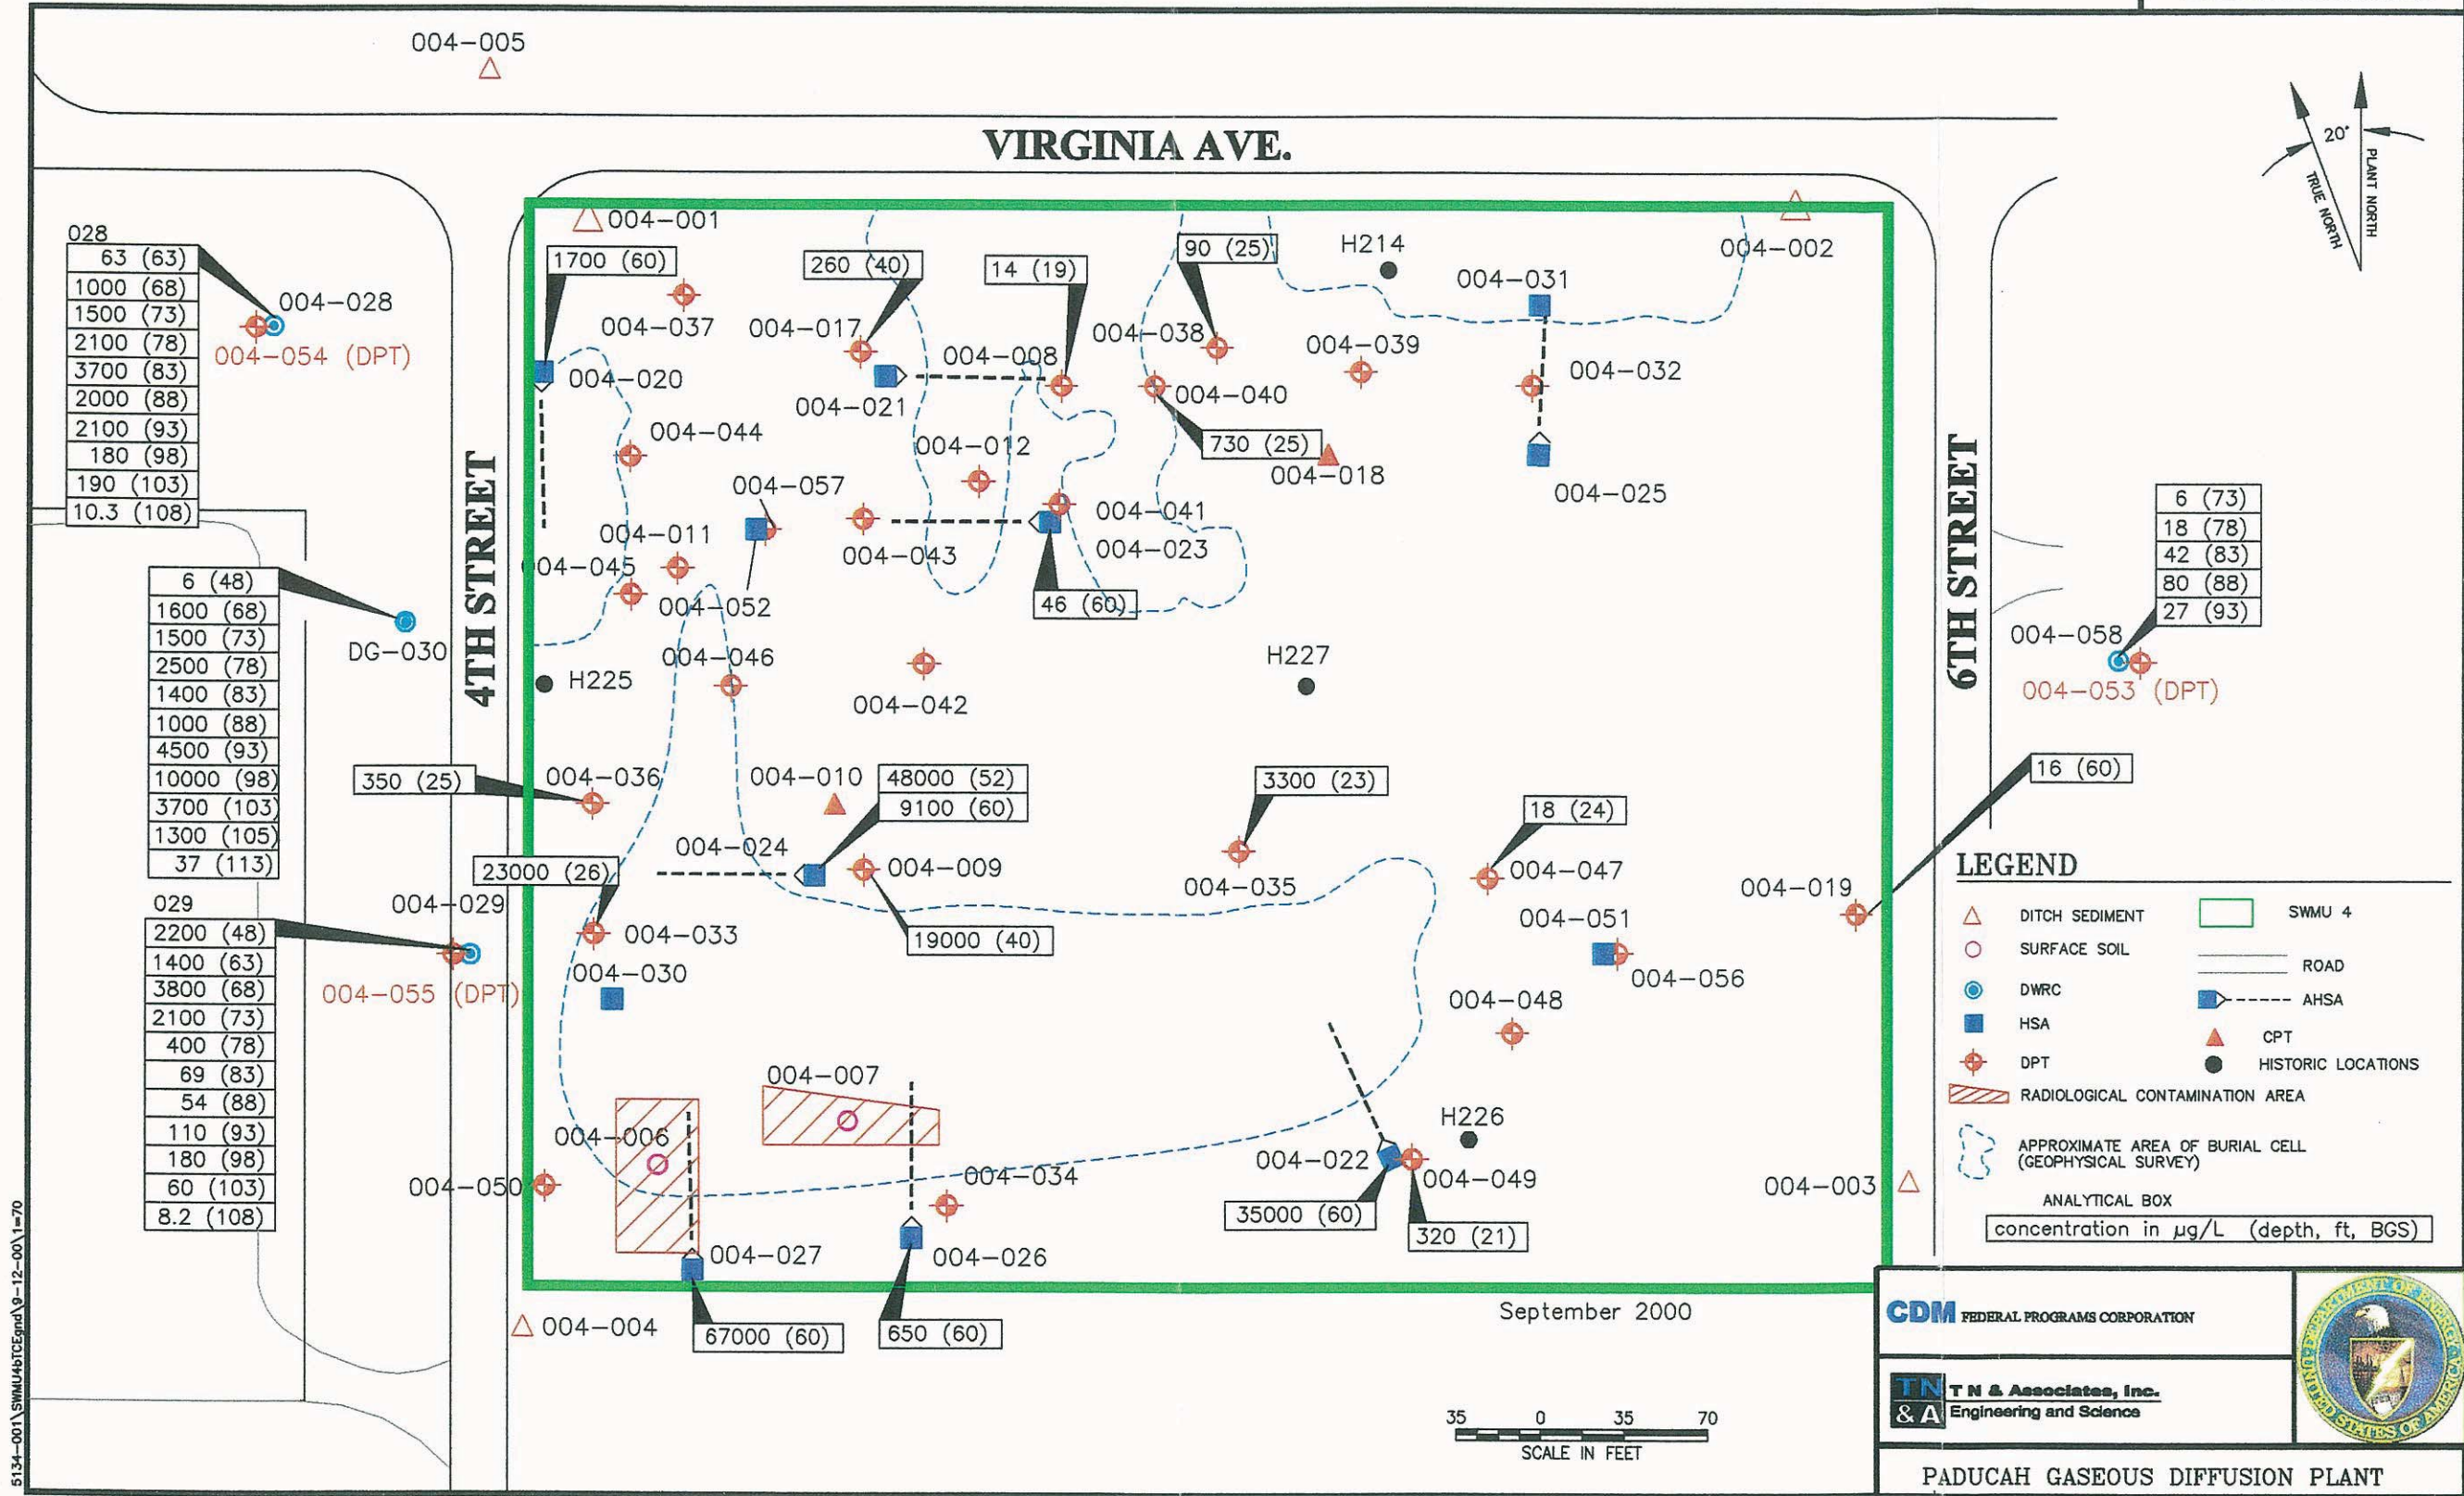 004-005
VIRGINIA AVE.
20°
TRUE NORTH
PLANT NORTH
004-001
004-002
028
63 (63)
1000 (68)
1500 (73)
2100 (78)
3700 (83)
2000 (88)
2100 (93)
180 (98)
190 (103)
10.3 (108)
004-028
004-054 (DPT)
1700 (60)
260 (40)
14 (19)
90 (25)
H214
004-031
004-037
004-017
004-008
004-038
004-039
004-020
004-021
004-040
004-032
004-044
004-012
730 (25)
004-018
004-025
4TH STREET
6TH STREET
004-057
004-041
004-011
004-043
004-023
004-045
004-052
46 (60)
6 (48)
1600 (68)
1500 (73)
2500 (78)
1400 (83)
1000 (88)
4500 (93)
10000 (98)
3700 (103)
1300 (105)
37 (113)
DG-030
6 (73)
18 (78)
42 (83)
80 (88)
27 (93)
004-058
004-053 (DPT)
004-046
H225
004-042
H227
350 (25)
004-036
004-010
48000 (52)
9100 (60)
3300 (23)
18 (24)
16 (60)
23000 (26)
004-024
004-009
004-035
004-047
004-019
029
2200 (48)
1400 (63)
3800 (68)
2100 (73)
400 (78)
69 (83)
54 (88)
110 (93)
180 (98)
60 (103)
8.2 (108)
004-029
004-055 (DPT)
004-033
19000 (40)
004-051
004-030
004-056
004-048
004-007
004-006
H226
004-022
004-049
004-050
004-034
004-003
35000 (60)
320 (21)
004-027
004-026
004-004
67000 (60)
650 (60)
September 2000
LEGEND
DITCH SEDIMENT
SWMU 4
SURFACE SOIL
ROAD
DWRC
AHSA
HSA
CPT
DPT
HISTORIC LOCATIONS
RADIOLOGICAL CONTAMINATION AREA
APPROXIMATE AREA OF BURIAL CELL
(GEOPHYSICAL SURVEY)
ANALYTICAL BOX
concentration in µg/L (depth, ft, BGS)
35 0 35 70
SCALE IN FEET
CDM FEDERAL PROGRAMS CORPORATION
TN & A
T N & Associates, Inc.
Engineering and Science
DEPARTMENT OF ENERGY
UNITED STATES OF AMERICA
PADUCAH GASEOUS DIFFUSION PLANT
5134-001\SWMU4bTCEgnd\9-12-00\1=70